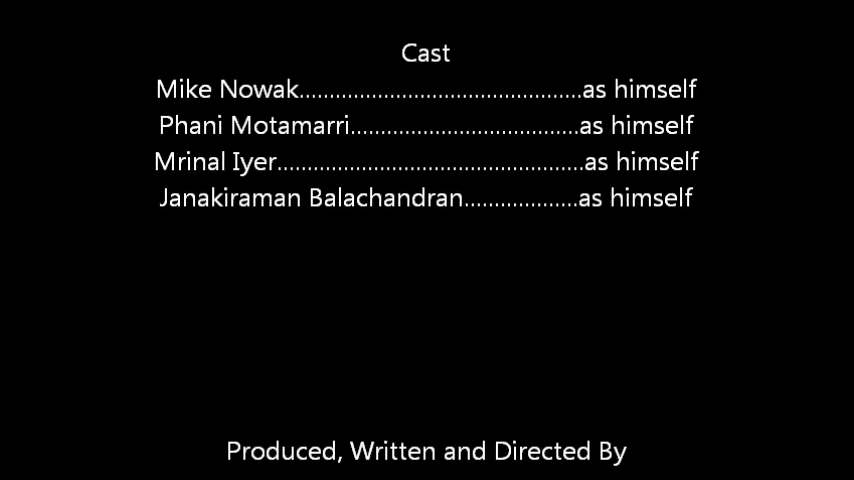 Cast
Mike Nowak...............................................as himself
Phani Motamarri......................................as himself
Mrinal Iyer...................................................as himself
Janakiraman Balachandran...................as himself
Produced, Written and Directed By